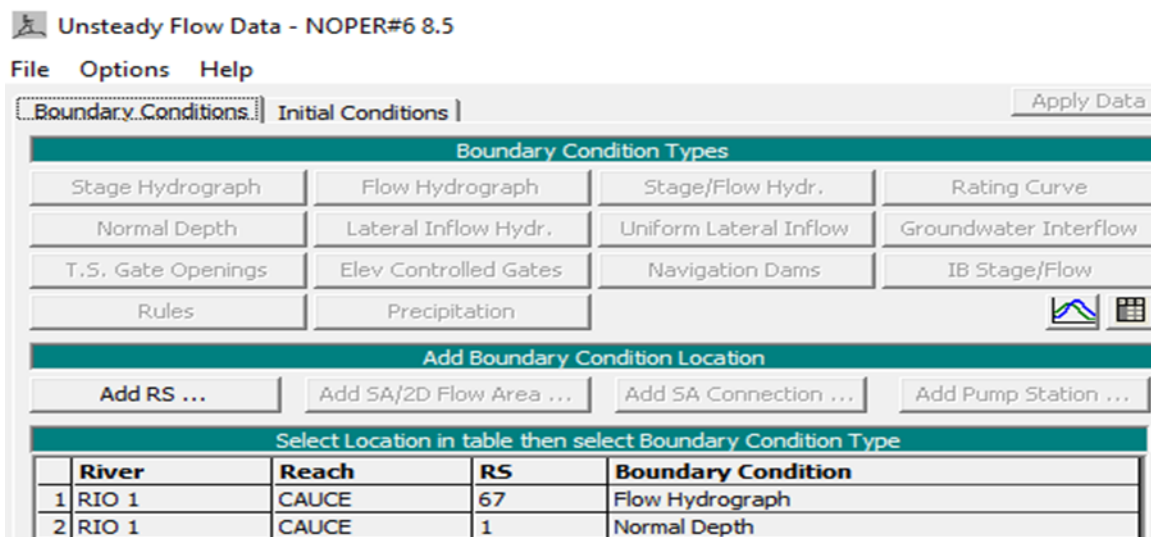 Unsteady Flow Data - NOPER#6 8.5
File Options Help
Boundary Conditions Initial Conditions Apply Data
Boundary Condition Types
Stage Hydrograph Flow Hydrograph Stage/Flow Hydr. Rating Curve
Normal Depth Lateral Inflow Hydr. Uniform Lateral Inflow Groundwater Interflow
T.S. Gate Openings Elev Controlled Gates Navigation Dams IB Stage/Flow
Rules Precipitation
Add Boundary Condition Location
Add RS ... Add SA/2D Flow Area ... Add SA Connection ... Add Pump Station ...
Select Location in table then select Boundary Condition Type
River Reach RS Boundary Condition
1 RIO 1 CAUCE 67 Flow Hydrograph
2 RIO 1 CAUCE 1 Normal Depth